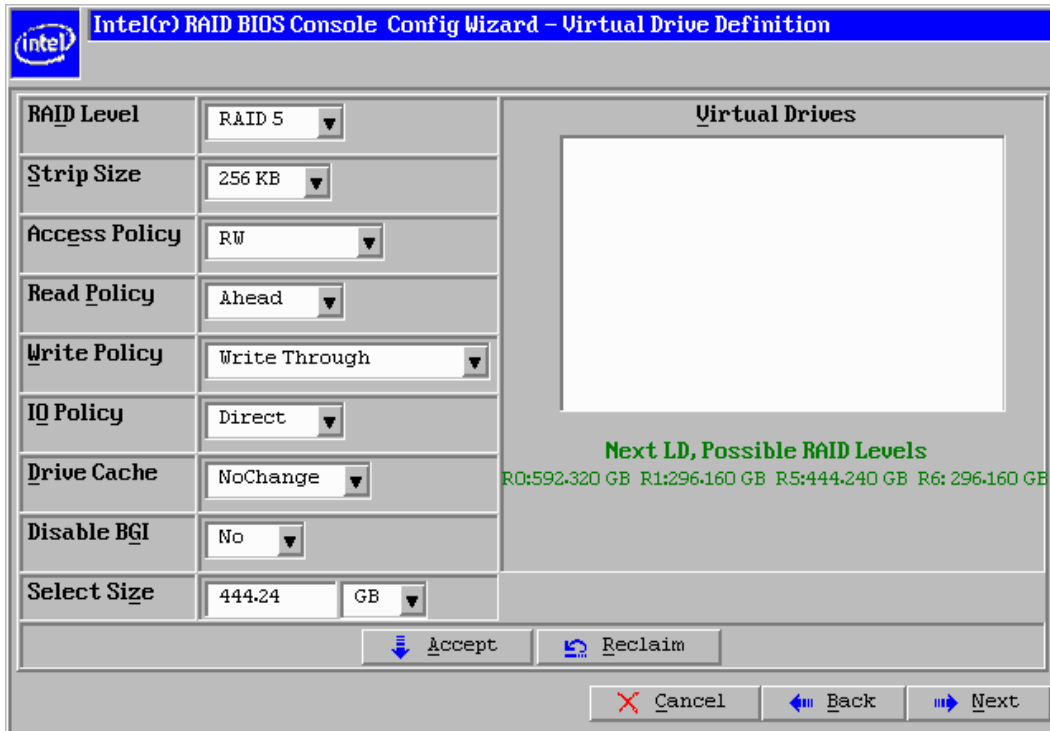 intel
Intel(r) RAID BIOS Console Config Wizard – Virtual Drive Definition
RAID Level
RAID 5
Strip Size
256 KB
Access Policy
RW
Read Policy
Ahead
Write Policy
Write Through
IO Policy
Direct
Drive Cache
NoChange
Disable BGI
No
Select Size
444.24
GB
Virtual Drives
Next LD, Possible RAID Levels
R0:592.320 GB R1:296.160 GB R5:444.240 GB R6: 296.160 GB
Accept
Reclaim
Cancel
Back
Next